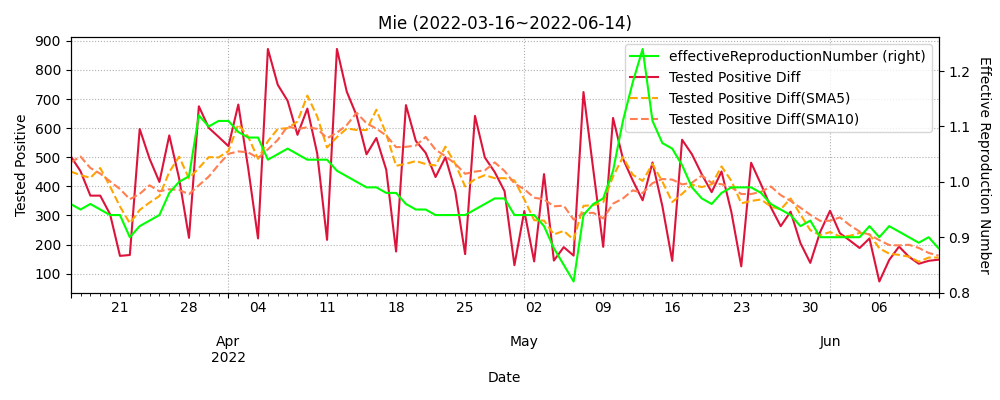 Mie (2022-03-16~2022-06-14)
effectiveReproductionNumber (right)
Tested Positive Diff
Tested Positive Diff(SMA5)
Tested Positive Diff(SMA10)
Tested Positive
900
800
700
600
500
400
300
200
100
Effective Reproduction Number
1.2
1.1
1.0
0.9
0.8
21 28 04 11 18 25 02 09 16 23 30 06
Apr May Jun
2022
Date